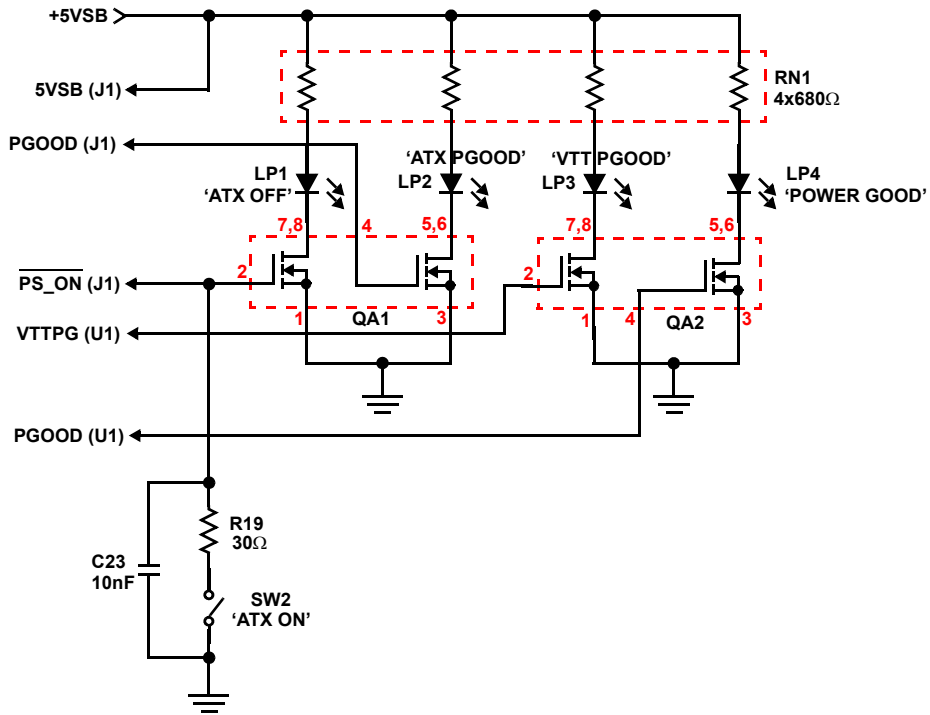 +5VSB
5VSB (J1)
RN1
4x680Ω
PGOOD (J1)
‘ATX PGOOD’
‘VTT PGOOD’
LP1
‘ATX OFF’
LP2
LP3
LP4
‘POWER GOOD’
7,8
4
5,6
7,8
5,6
PS_ON (J1)
2
2
1
QA1
3
1
4
QA2
3
VTTPG (U1)
PGOOD (U1)
R19
30Ω
C23
10nF
SW2
‘ATX ON’